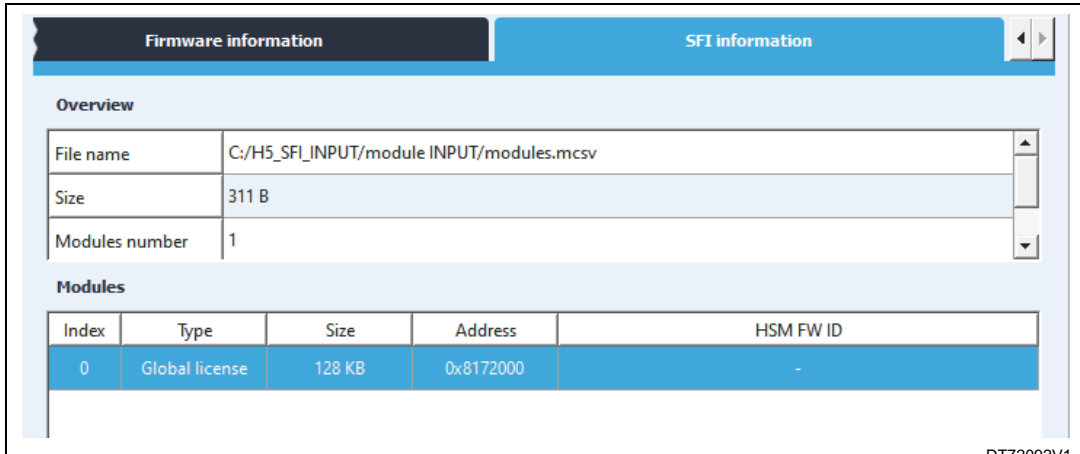 Firmware information SFI information
Overview
File name C:/H5_SFI_INPUT/module INPUT/modules.mcsv
Size 311 B
Modules number 1
Modules
Index Type Size Address HSM FW ID
0 Global license 128 KB 0x8172000 -